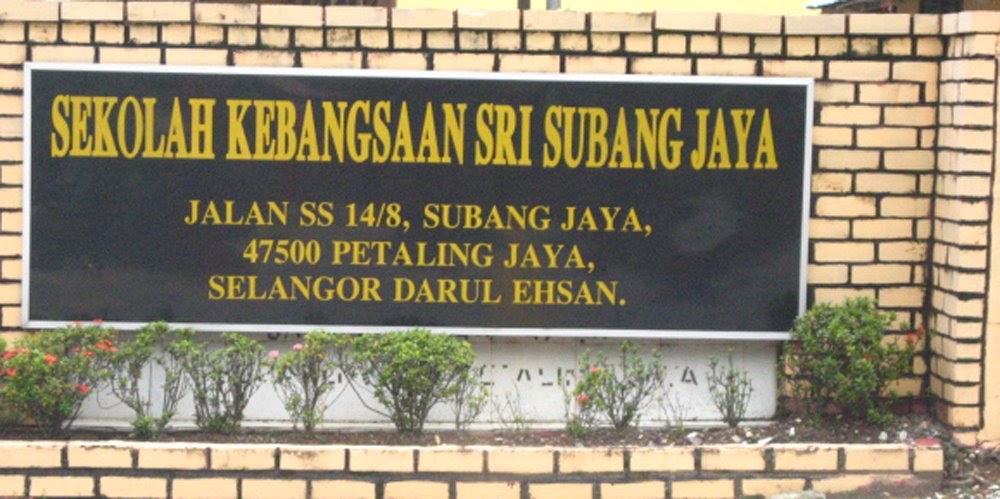 SEKOLAH KEBANGSAAN SRI SUBANG JAYA
JALAN SS 14/8, SUBANG JAYA,
47500 PETALING JAYA,
SELANGOR DARUL EHSAN.